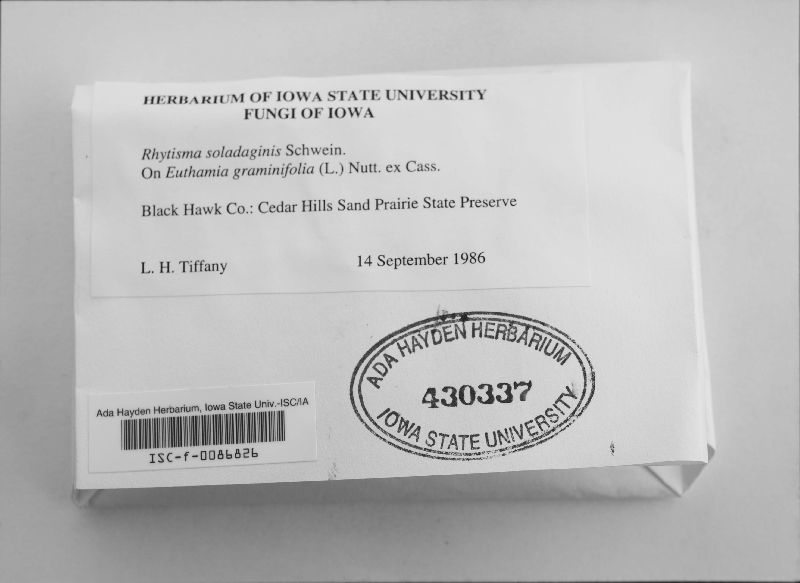 HERBARIUM OF IOWA STATE UNIVERSITY
FUNGI OF IOWA
Rhytisma soladaginis Schwein.
On Euthamia graminifolia (L.) Nutt. ex Cass.
Black Hawk Co.: Cedar Hills Sand Prairie State Preserve
L. H. Tiffany 14 September 1986
ADA HAYDEN HERBARIUM
430337
IOWA STATE UNIVERSITY
Ada Hayden Herbarium, Iowa State Univ.-ISC/IA
ISC-f-0086826